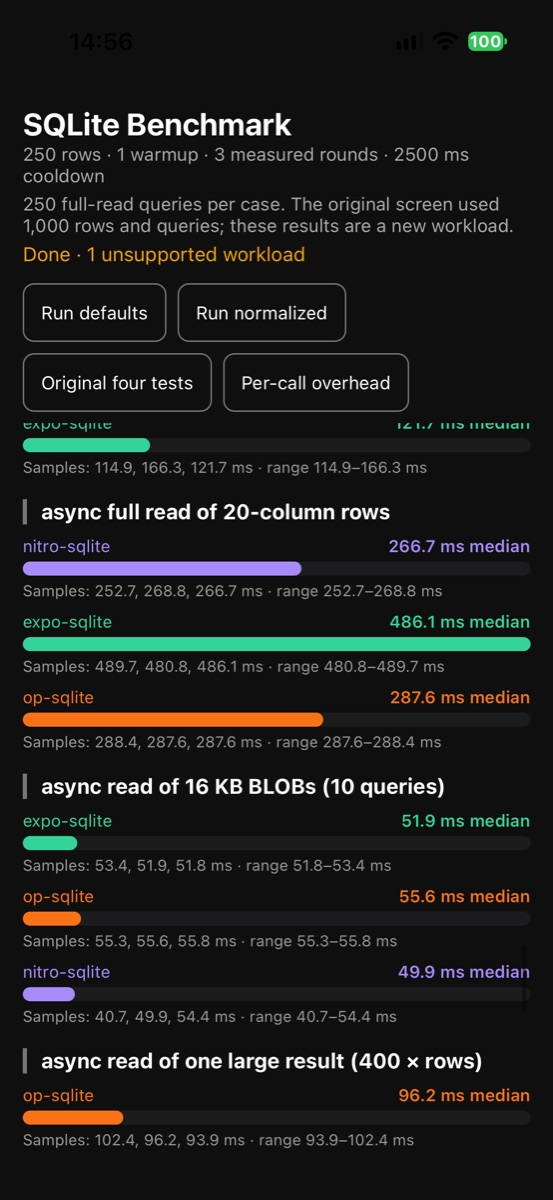 14:56
100
SQLite Benchmark
250 rows · 1 warmup · 3 measured rounds · 2500 ms
cooldown
250 full-read queries per case. The original screen used
1,000 rows and queries; these results are a new workload.
Done · 1 unsupported workload
Run defaults
Run normalized
Original four tests
Per-call overhead
expo-sqlite
121.7 ms median
Samples: 114.9, 166.3, 121.7 ms · range 114.9–166.3 ms
async full read of 20-column rows
nitro-sqlite
266.7 ms median
Samples: 252.7, 268.8, 266.7 ms · range 252.7–268.8 ms
expo-sqlite
486.1 ms median
Samples: 489.7, 480.8, 486.1 ms · range 480.8–489.7 ms
op-sqlite
287.6 ms median
Samples: 288.4, 287.6, 287.6 ms · range 287.6–288.4 ms
async read of 16 KB BLOBs (10 queries)
expo-sqlite
51.9 ms median
Samples: 53.4, 51.9, 51.8 ms · range 51.8–53.4 ms
op-sqlite
55.6 ms median
Samples: 55.3, 55.6, 55.8 ms · range 55.3–55.8 ms
nitro-sqlite
49.9 ms median
Samples: 40.7, 49.9, 54.4 ms · range 40.7–54.4 ms
async read of one large result (400 × rows)
op-sqlite
96.2 ms median
Samples: 102.4, 96.2, 93.9 ms · range 93.9–102.4 ms